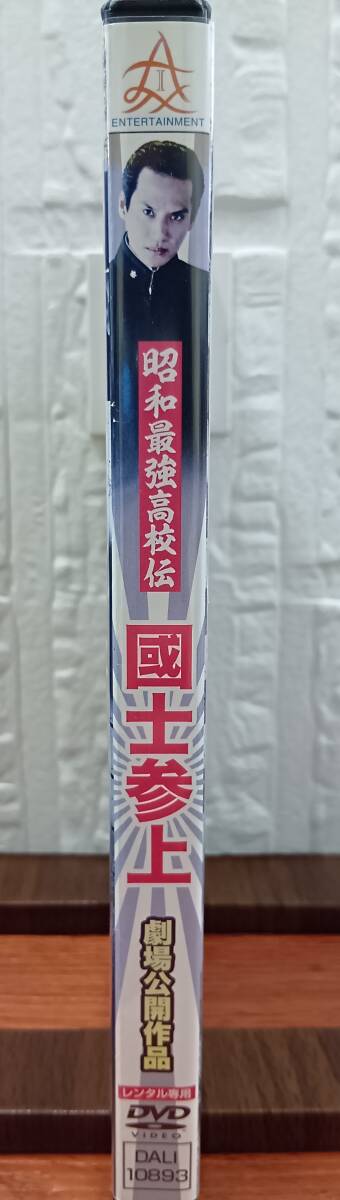 AIX
ENTERTAINMENT
昭和最強高校伝
國士参上
劇場公開作品
レンタル専用
DVD
VIDEO
DALI
10893